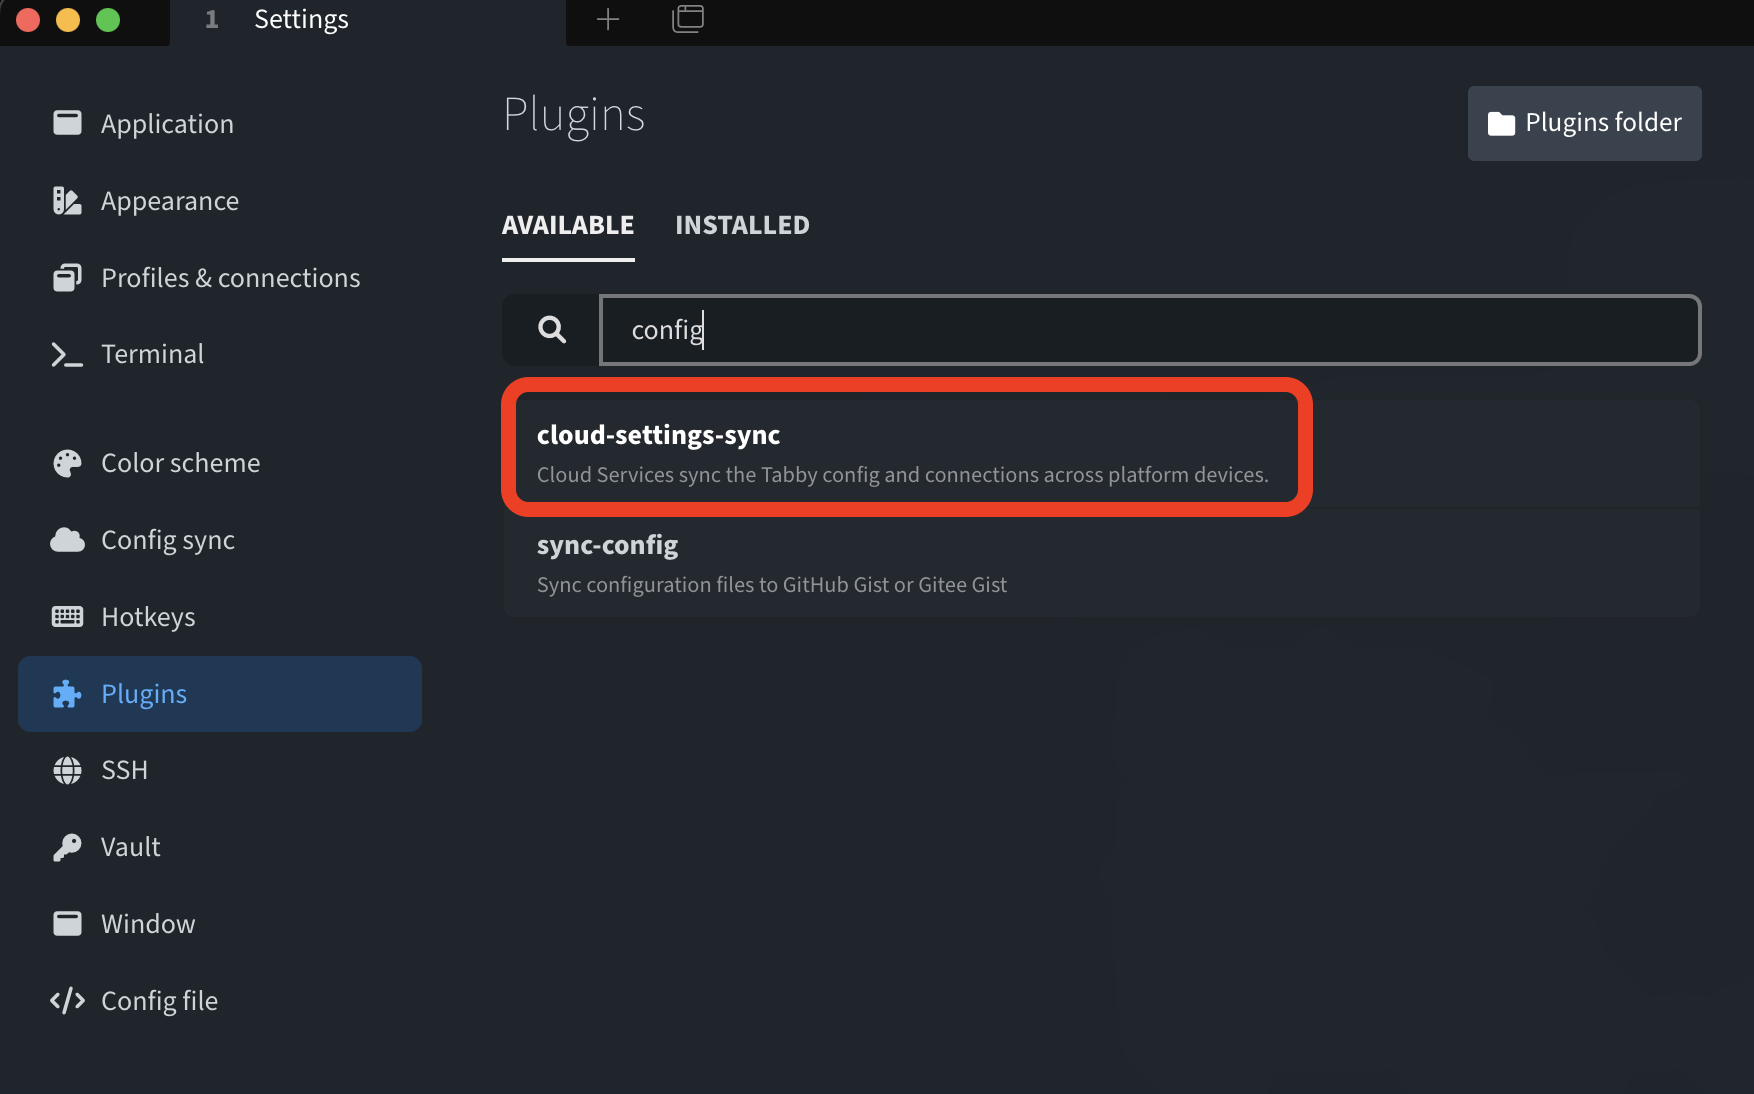 1 Settings
Application
Appearance
Profiles & connections
Terminal
Color scheme
Config sync
Hotkeys
Plugins
SSH
Vault
Window
Config file
Plugins
Plugins folder
AVAILABLE INSTALLED
config
cloud-settings-sync
Cloud Services sync the Tabby config and connections across platform devices.
sync-config
Sync configuration files to GitHub Gist or Gitee Gist